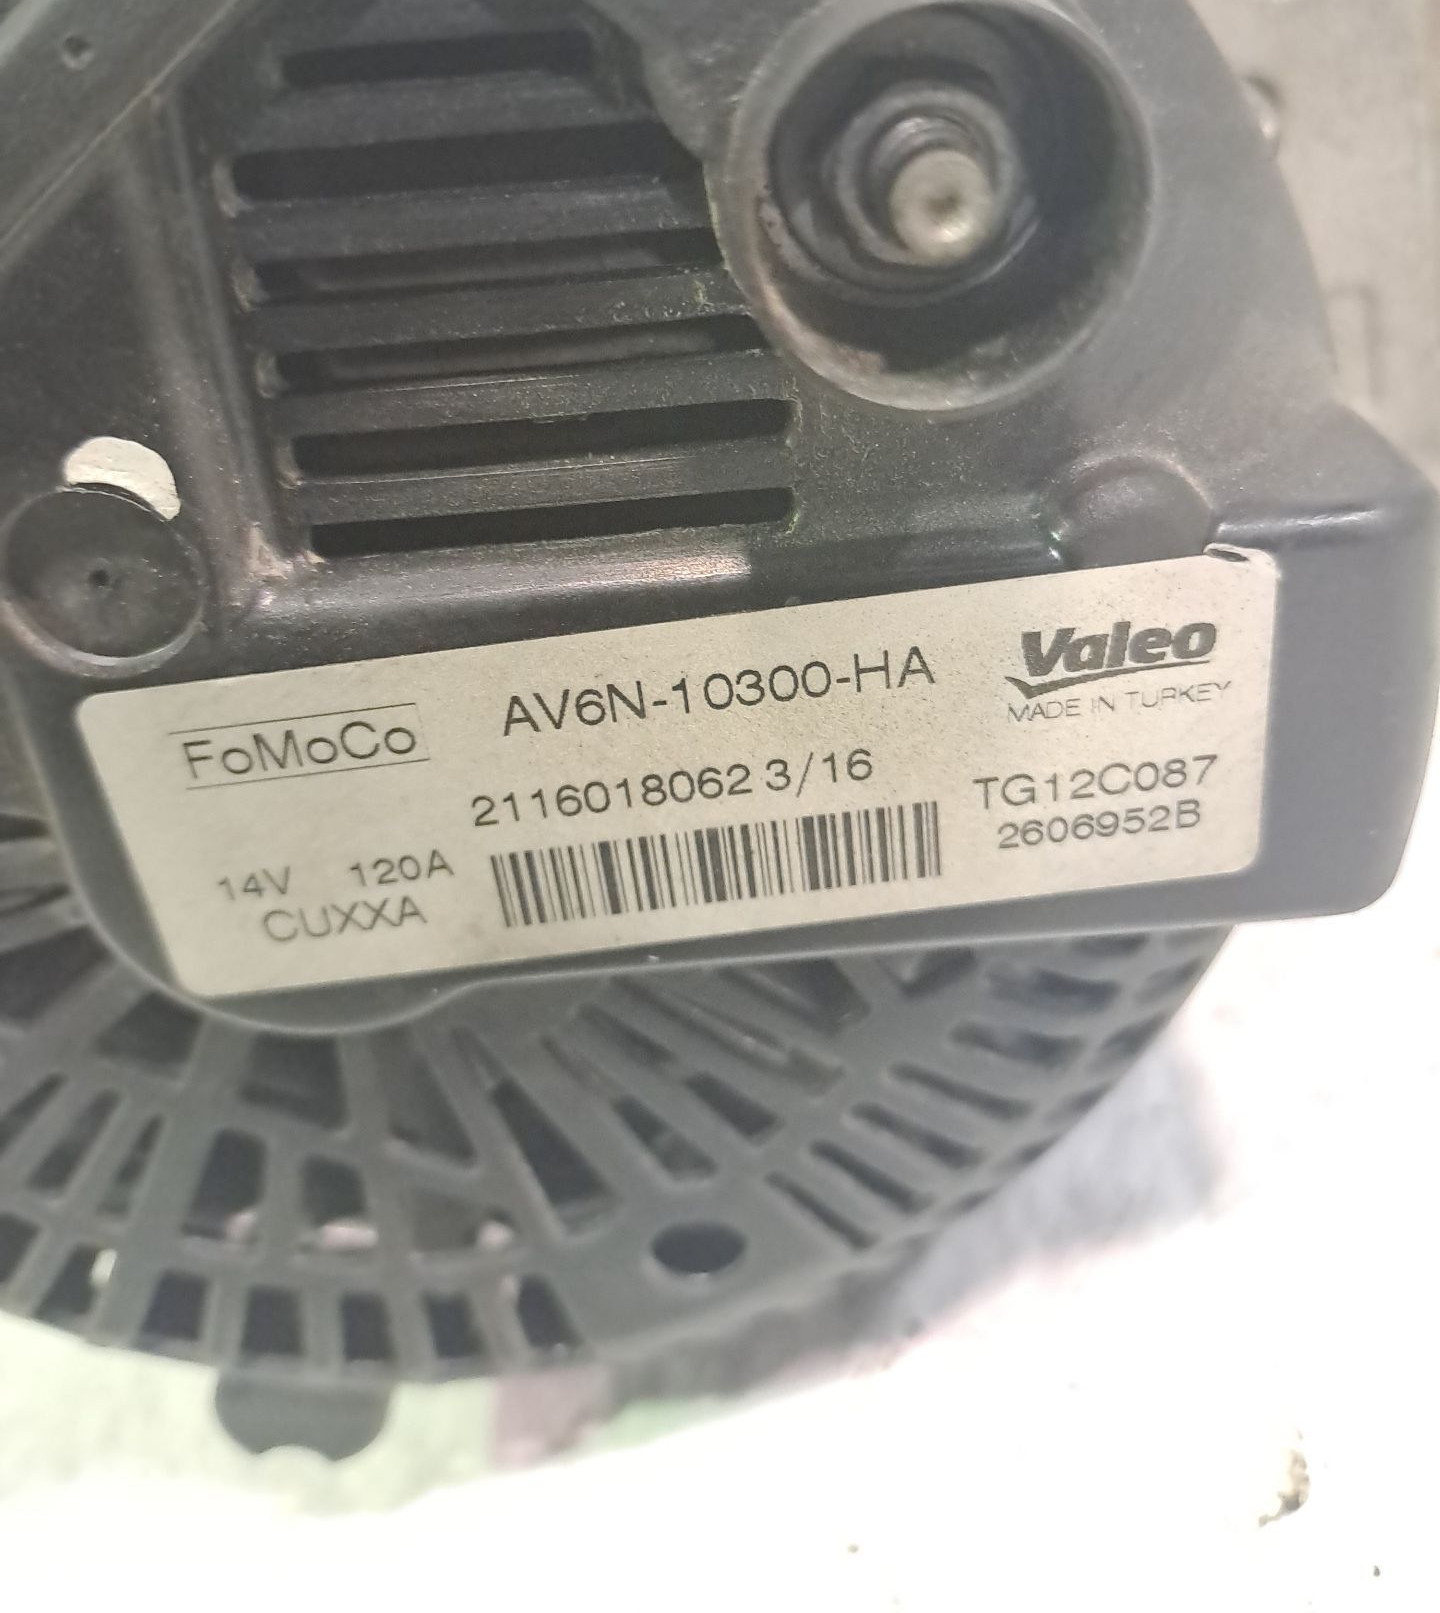 FoMoCo
AV6N-10300-HA
Valeo
MADE IN TURKEY
2116018062 3/16
TG12C087
2606952B
14V 120A
CUXXA